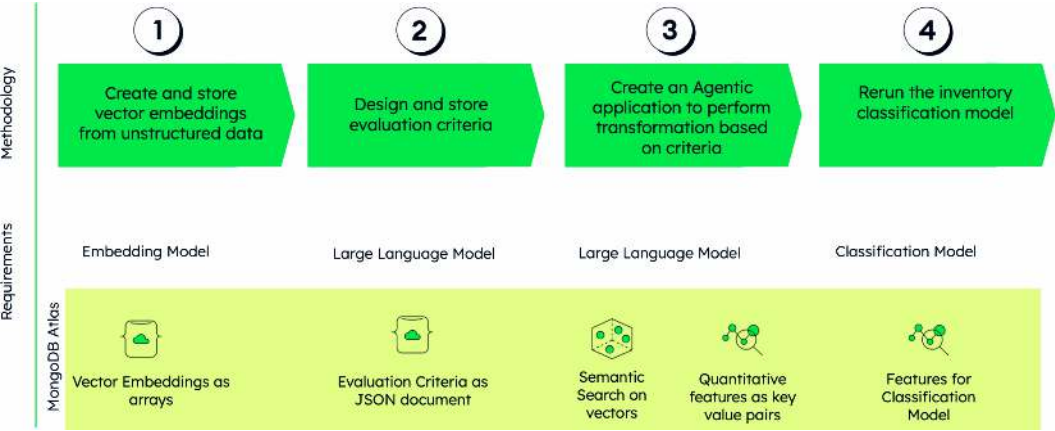 1
2
3
4
Methodology
Create and store
vector embeddings
from unstructured data
Design and store
evaluation criteria
Create an Agentic
application to perform
transformation based
on criteria
Rerun the inventory
classification model
Requirements
Embedding Model
Large Language Model
Large Language Model
Classification Model
MongoDB Atlas
Vector Embeddings as
arrays
Evaluation Criteria as
JSON document
Semantic
Search on
vectors
Quantitative
features as key
value pairs
Features for
Classification
Model